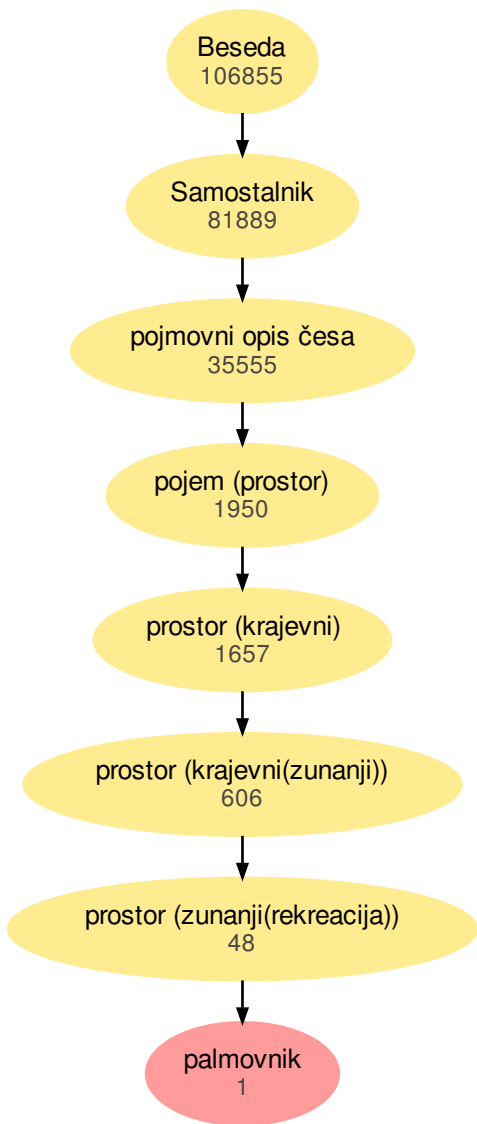 Beseda
106855
Samostalnik
81889
pojmovni opis česa
35555
pojem (prostor)
1950
prostor (krajevni)
1657
prostor (krajevni(zunanji))
606
prostor (zunanji(rekreacija))
48
palmovnik
1